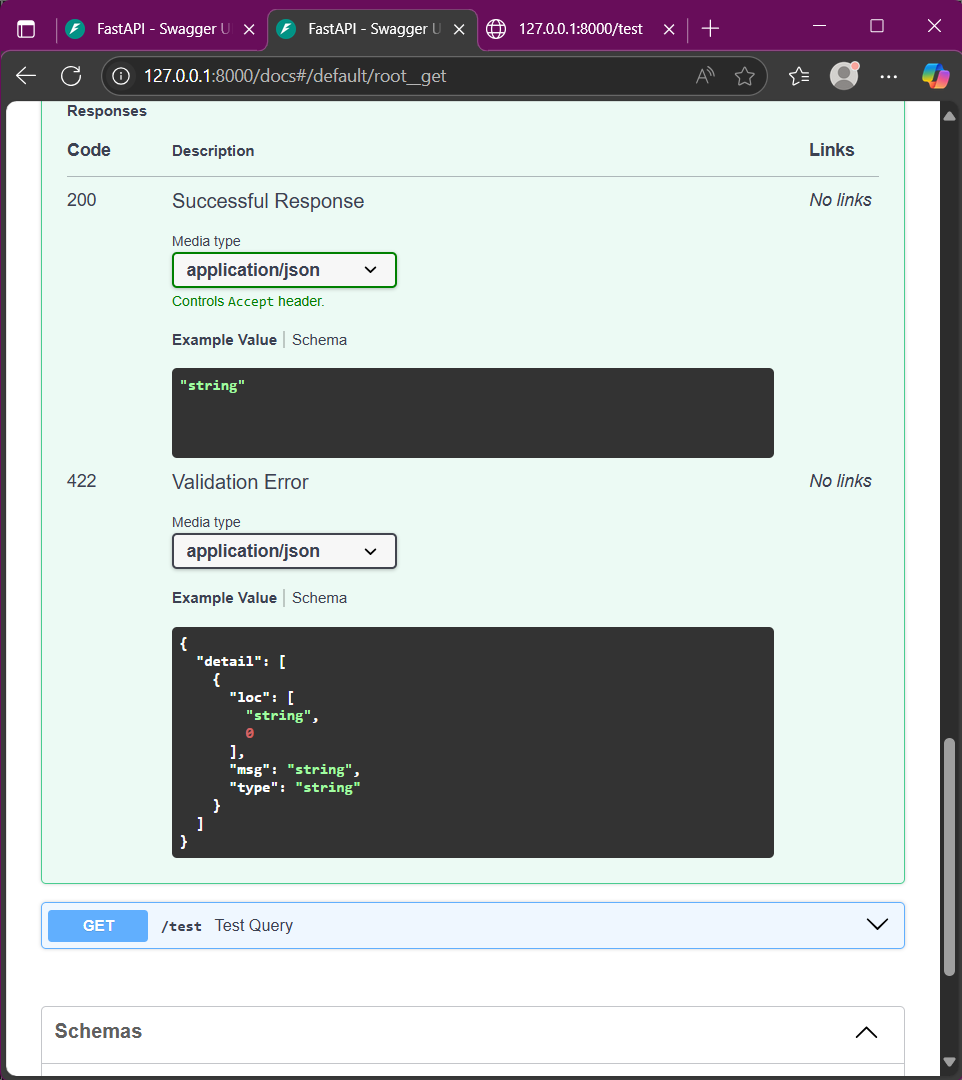 FastAPI - Swagger U
FastAPI - Swagger U
127.0.0.1:8000/test
127.0.0.1:8000/docs#/default/root__get
Responses
Code Description Links
200 Successful Response No links
Media type
application/json
Controls Accept header.
Example Value Schema
"string"
422 Validation Error No links
Media type
application/json
Example Value Schema
{
  "detail": [
    {
      "loc": [
        "string",
        0
      ],
      "msg": "string",
      "type": "string"
    }
  ]
}
GET /test Test Query
Schemas